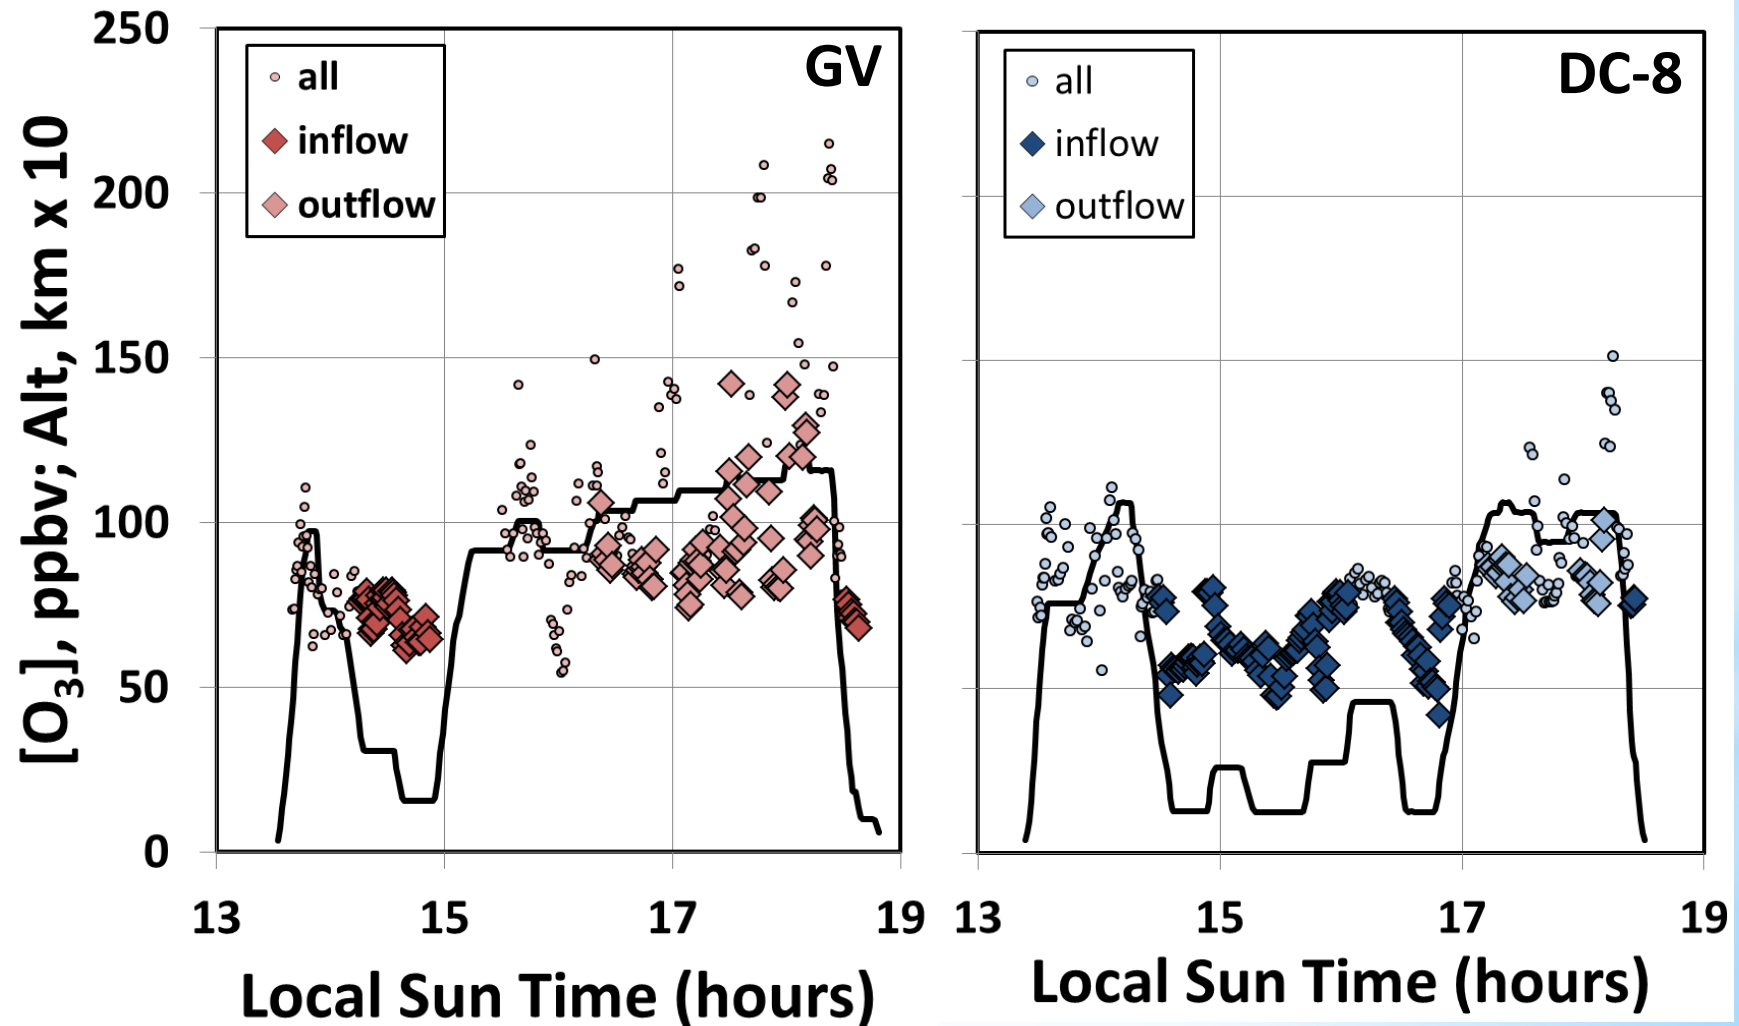 [O3], ppbv; Alt, km x 10
250
200
150
100
50
0
GV
all
inflow
outflow
13
15
17
19
Local Sun Time (hours)
DC-8
all
inflow
outflow
13
15
17
19
Local Sun Time (hours)